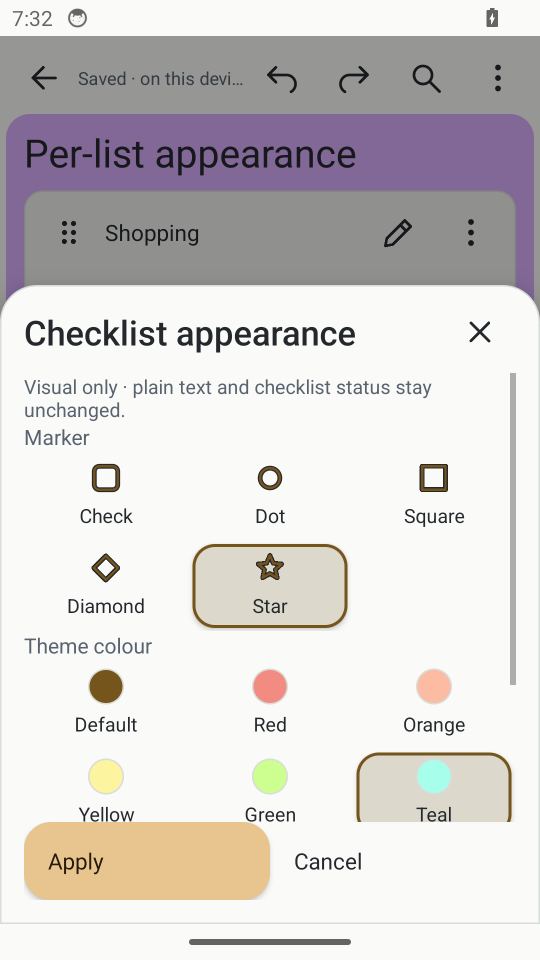 7:32
Saved · on this devi…
Per-list appearance
Shopping
Checklist appearance
Visual only · plain text and checklist status stay
unchanged.
Marker
Check
Dot
Square
Diamond
Star
Theme colour
Default
Red
Orange
Yellow
Green
Teal
Apply
Cancel